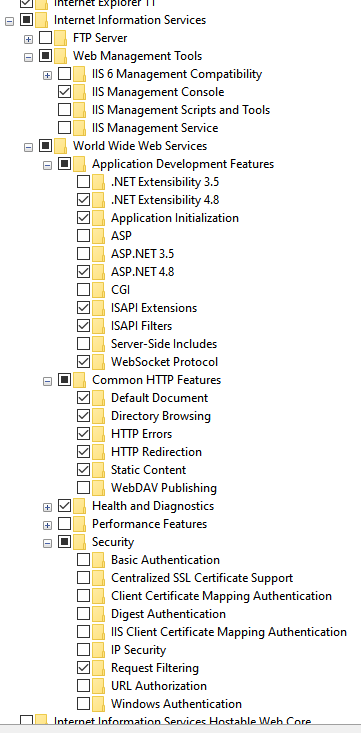 Internet Explorer 11
Internet Information Services
FTP Server
Web Management Tools
IIS 6 Management Compatibility
IIS Management Console
IIS Management Scripts and Tools
IIS Management Service
World Wide Web Services
Application Development Features
.NET Extensibility 3.5
.NET Extensibility 4.8
Application Initialization
ASP
ASP.NET 3.5
ASP.NET 4.8
CGI
ISAPI Extensions
ISAPI Filters
Server-Side Includes
WebSocket Protocol
Common HTTP Features
Default Document
Directory Browsing
HTTP Errors
HTTP Redirection
Static Content
WebDAV Publishing
Health and Diagnostics
Performance Features
Security
Basic Authentication
Centralized SSL Certificate Support
Client Certificate Mapping Authentication
Digest Authentication
IIS Client Certificate Mapping Authentication
IP Security
Request Filtering
URL Authorization
Windows Authentication
Internet Information Services Hostable Web Core